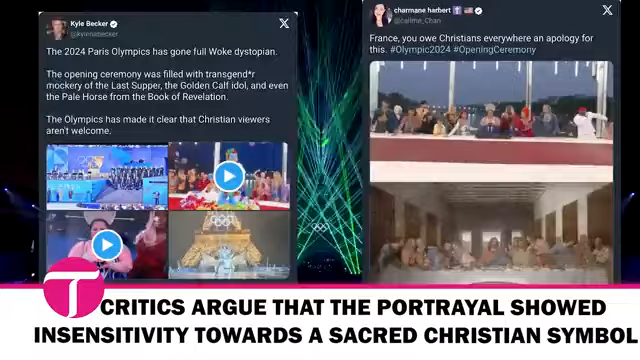 Kyle Becker
@kylenabecker
The 2024 Paris Olympics has gone full Woke dystopian.
The opening ceremony was filled with transgend*r
mockery of the Last Supper, the Golden Calf idol, and even
the Pale Horse from the Book of Revelation.
The Olympics has made it clear that Christian viewers
aren't welcome.
charmane herbert
@callme_Chan
France, you owe Christians everywhere an apology for
this. #Olympic2024 #OpeningCeremony
CRITICS ARGUE THAT THE PORTRAYAL SHOWED
INSENSITIVITY TOWARDS A SACRED CHRISTIAN SYMBOL